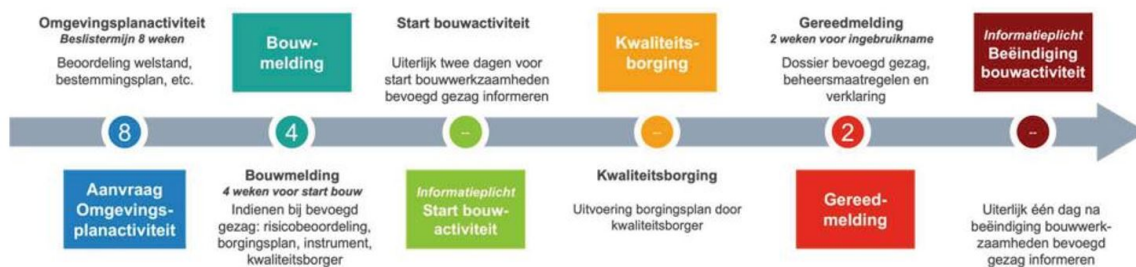 Omgevingsplanactiviteit
Beslistermijn 8 weken
Beoordeling welstand,
bestemmingsplan, etc.
8
Aanvraag
Omgevings-
planactiviteit
Bouw-
melding
4
Bouwmelding
4 weken voor start bouw
Indienen bij bevoegd
gezag: risicobeoordeling,
borgingsplan, instrument,
kwaliteitsborger
Start bouwactiviteit
Uiterlijk twee dagen voor
start bouwwerkzaamheden
bevoegd gezag informeren
--
Informatieplicht
Start bouw-
activiteit
Kwaliteits-
borging
--
Kwaliteitsborging
Uitvoering borgingsplan door
kwaliteitsborger
Gereedmelding
2 weken voor ingebruikname
Dossier bevoegd gezag,
beheersmaatregelen en
verklaring
2
Gereed-
melding
Informatieplicht
Beëindiging
bouwactiviteit
--
Uiterlijk één dag na
beëindiging bouwwerk-
zaamheden bevoegd
gezag informeren